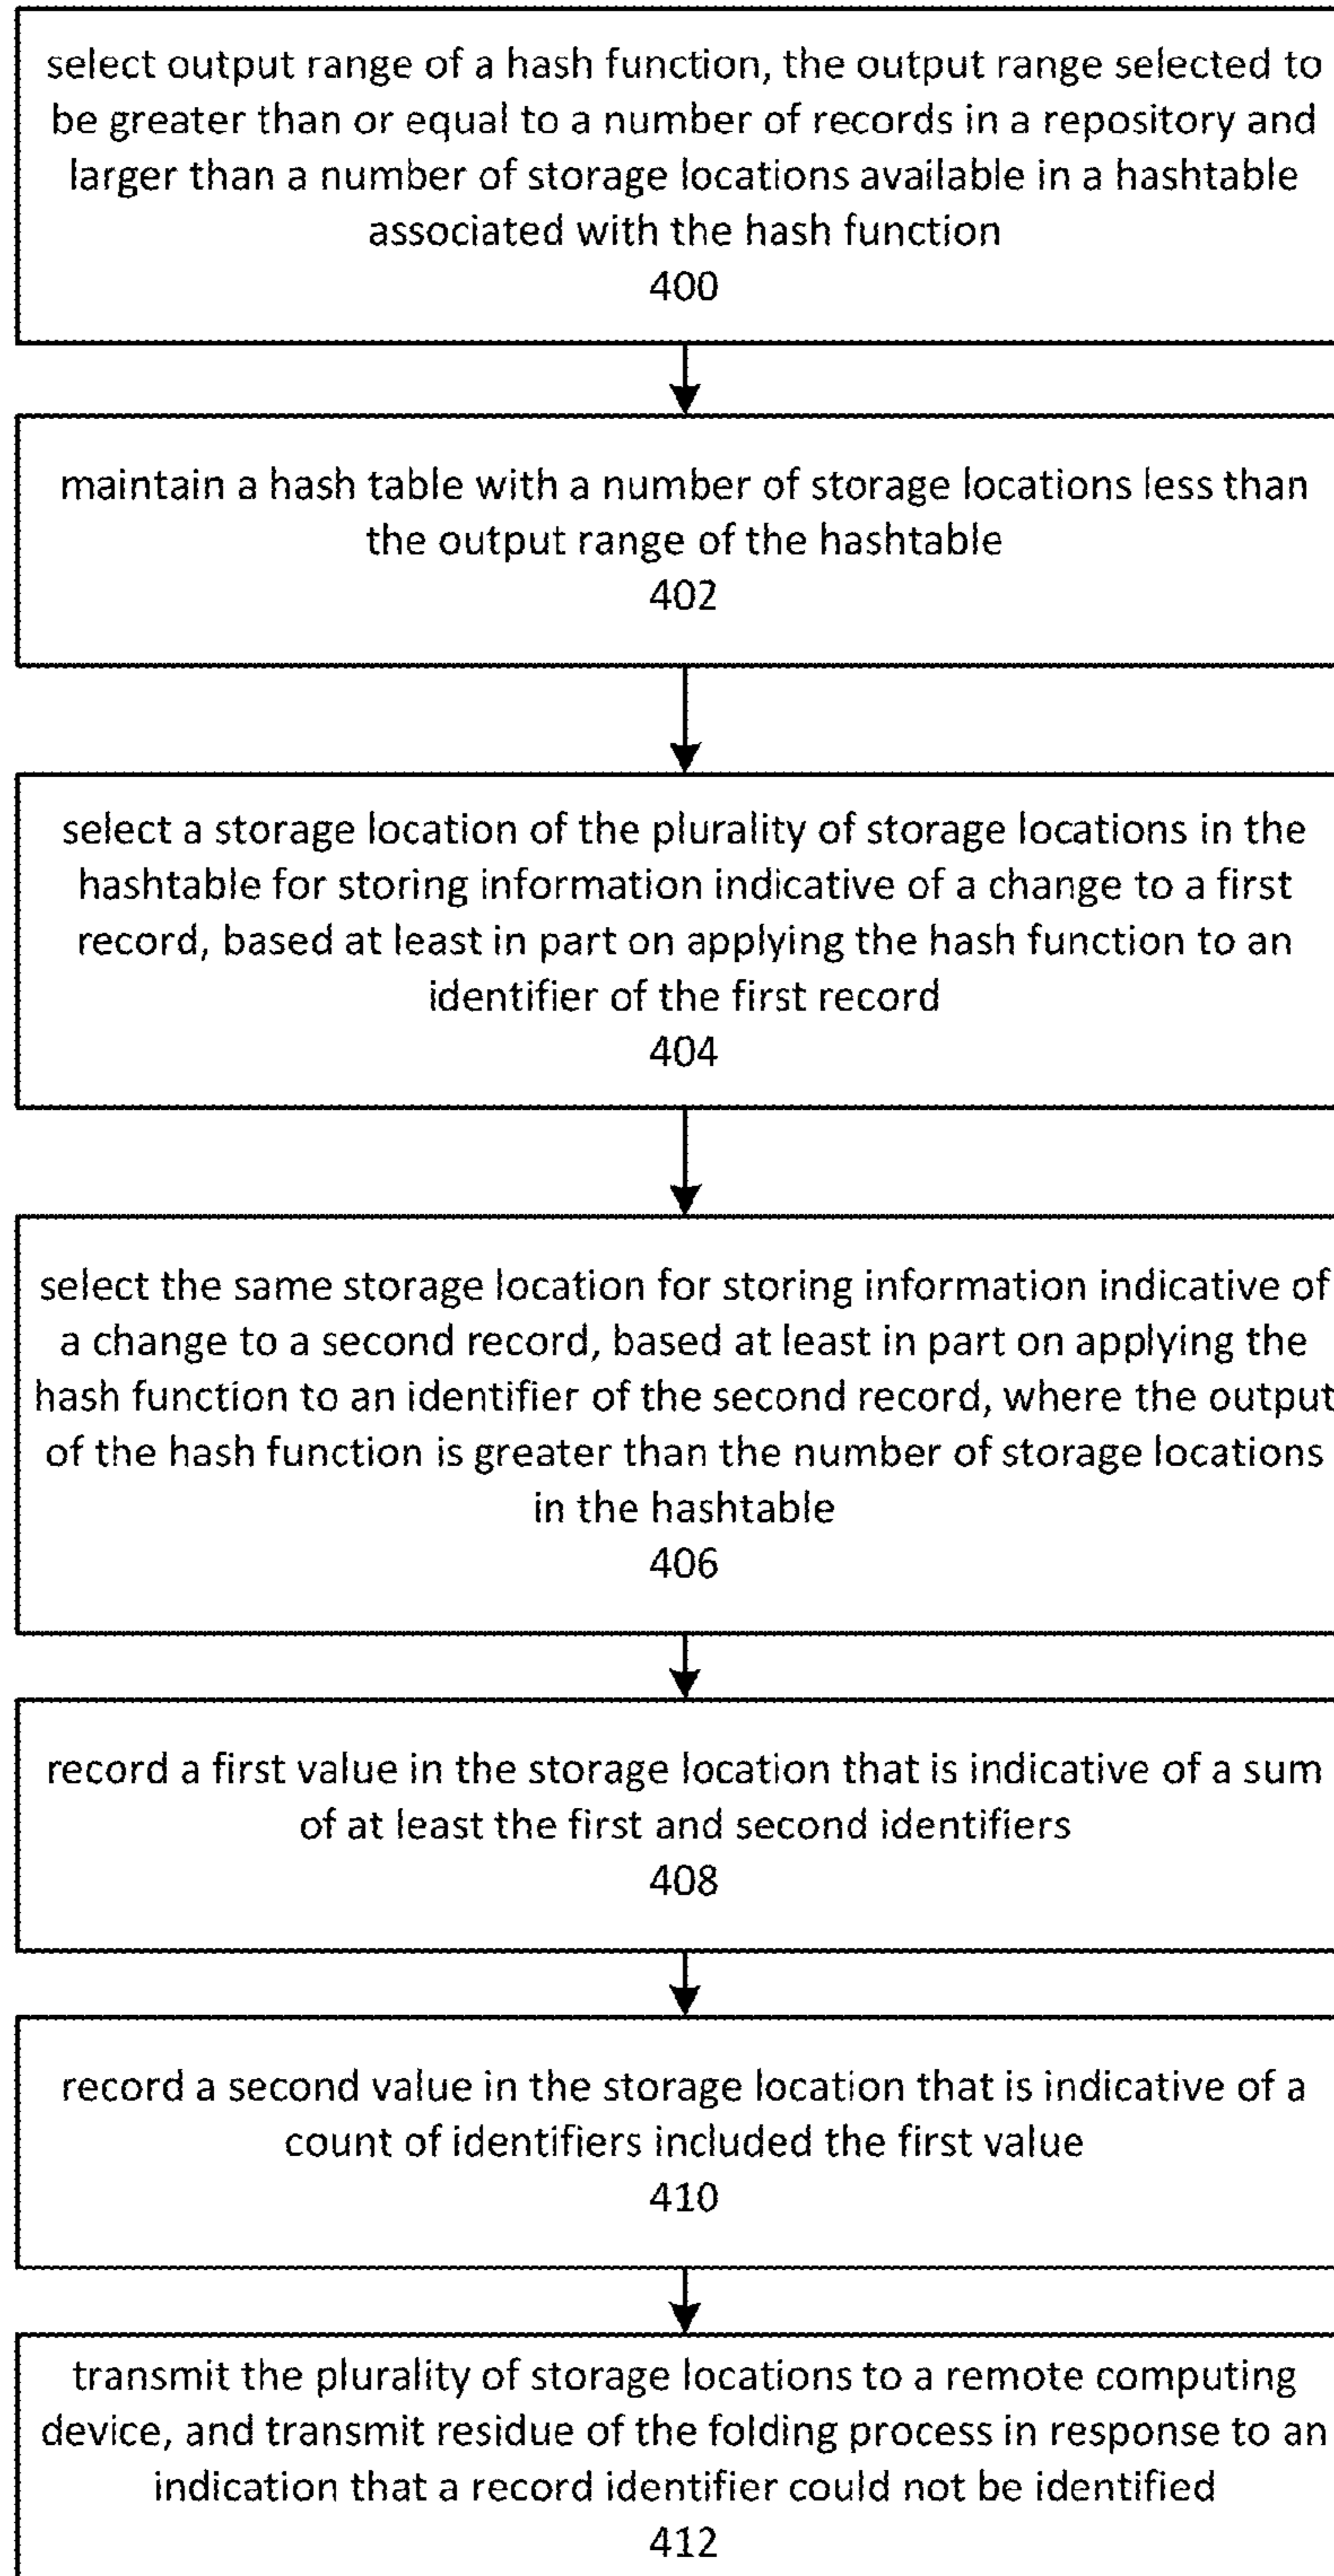 select output range of a hash function, the output range selected to
be greater than or equal to a number of records in a repository and
larger than a number of storage locations available in a hashtable
associated with the hash function
400
maintain a hash table with a number of storage locations less than
the output range of the hashtable
402
select a storage location of the plurality of storage locations in the
hashtable for storing information indicative of a change to a first
record, based at least in part on applying the hash function to an
identifier of the first record
404
select the same storage location for storing information indicative of
a change to a second record, based at least in part on applying the
hash function to an identifier of the second record, where the output
of the hash function is greater than the number of storage locations
in the hashtable
406
record a first value in the storage location that is indicative of a sum
of at least the first and second identifiers
408
record a second value in the storage location that is indicative of a
count of identifiers included the first value
410
transmit the plurality of storage locations to a remote computing
device, and transmit residue of the folding process in response to an
indication that a record identifier could not be identified
412